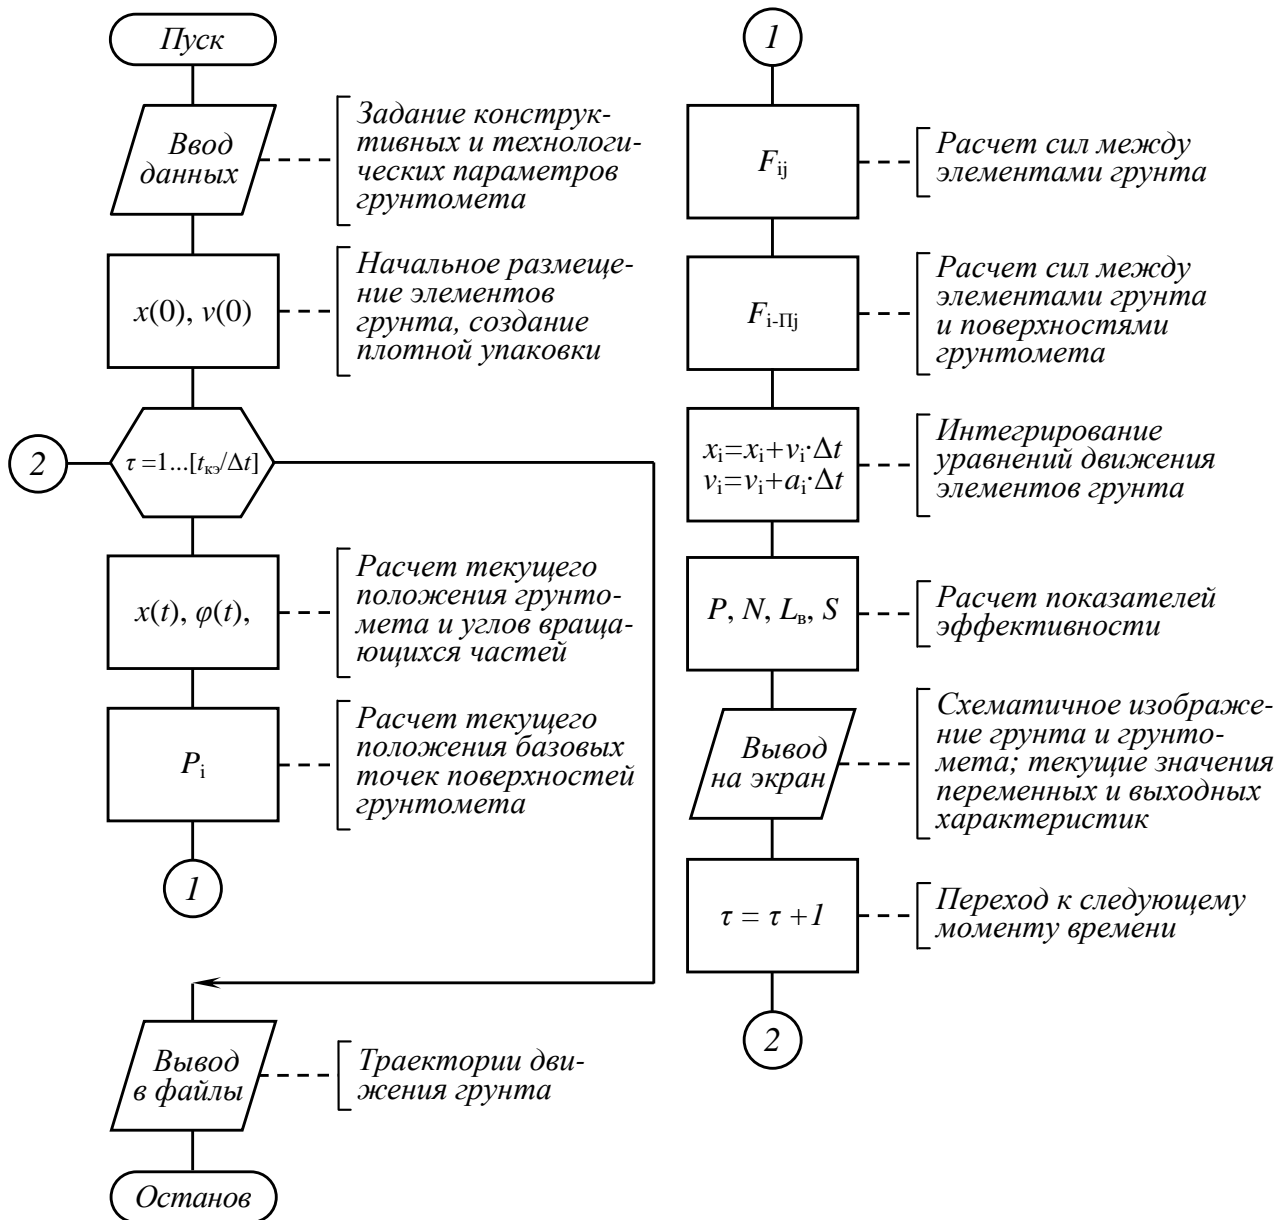 Пуск
Ввод
данных
Задание конструк-
тивных и технологи-
ческих параметров
грунтомета
x(0), v(0)
Начальное размеще-
ние элементов
грунта, создание
плотной упаковки
2
τ =1...[tкэ/Δt]
x(t), φ(t),
Расчет текущего
положения грунто-
мета и углов вращa-
ющихся частей
Pi
Расчет текущего
положения базовых
точек поверхностей
грунтомета
1
Вывод
в файлы
Траектории дви-
жения грунта
Останов
1
Fij
Расчет сил между
элементами грунта
Fi-Пj
Расчет сил между
элементами грунта
и поверхностями
грунтомета
xi=xi+vi·Δt
vi=vi+ai·Δt
Интегрирование
уравнений движения
элементов грунта
P, N, Lв, S
Расчет показателей
эффективности
Вывод
на экран
Схематичное изображе-
ние грунта и грунто-
мета; текущие значения
переменных и выходных
характеристик
τ = τ +1
Переход к следующему
моменту времени
2